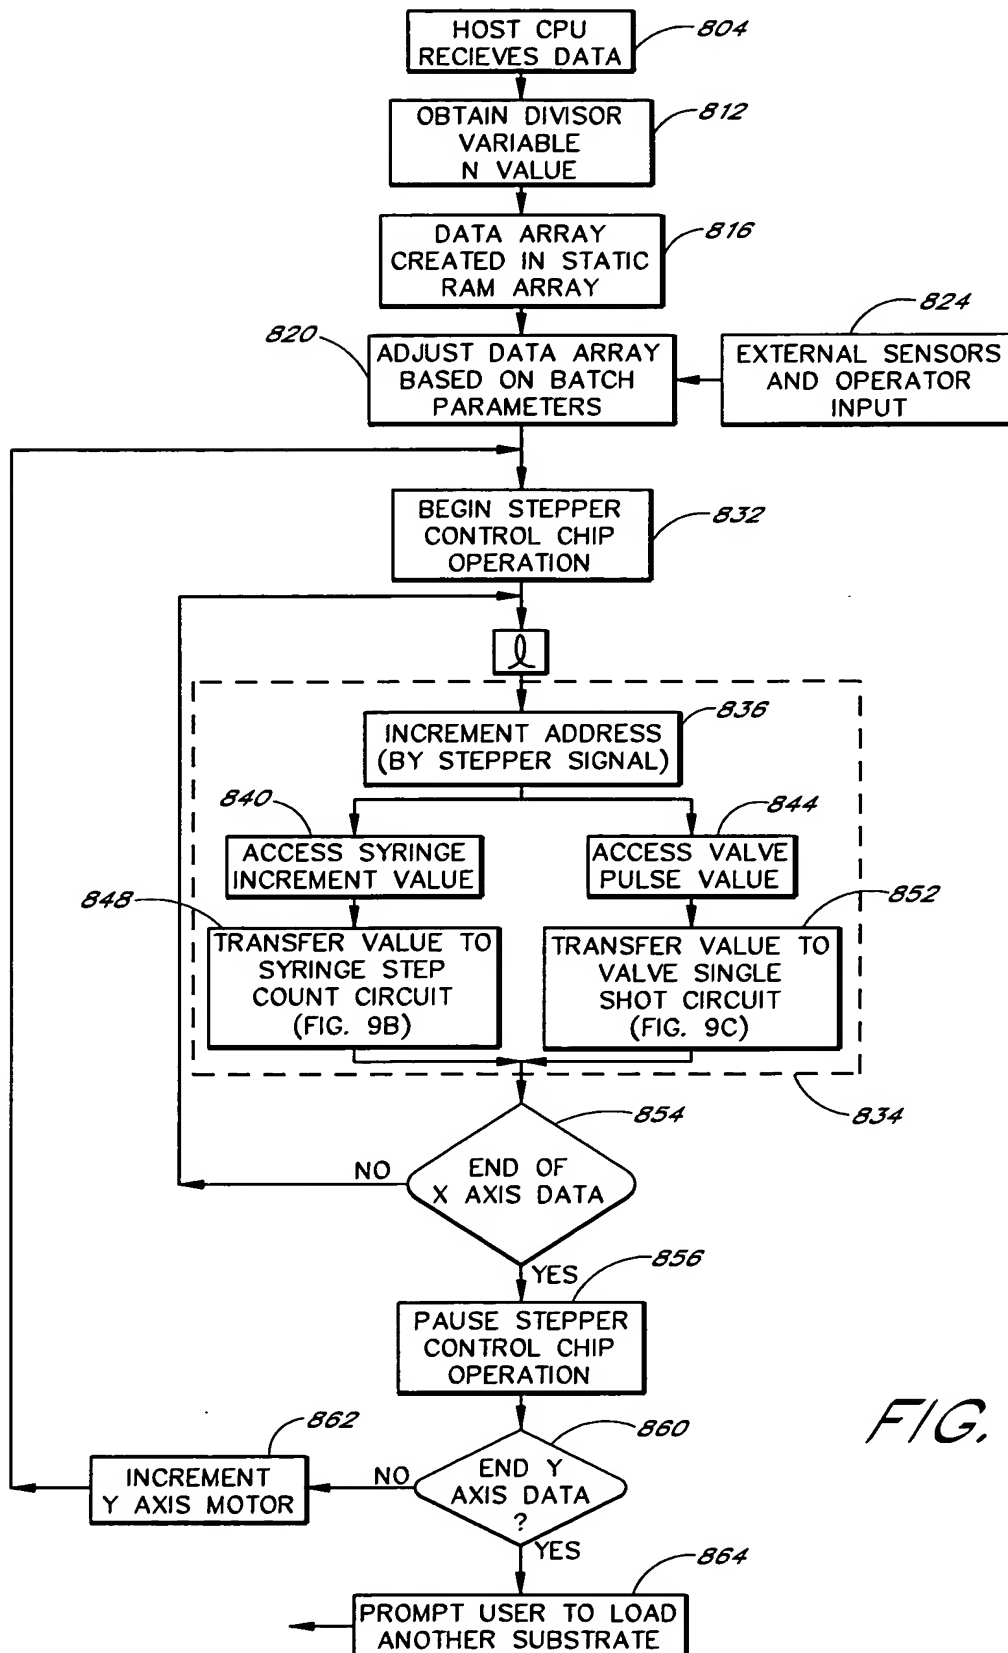 HOST CPU
RECIEVES DATA
804
OBTAIN DIVISOR
VARIABLE
N VALUE
812
DATA ARRAY
CREATED IN STATIC
RAM ARRAY
816
820
ADJUST DATA ARRAY
BASED ON BATCH
PARAMETERS
824
EXTERNAL SENSORS
AND OPERATOR
INPUT
BEGIN STEPPER
CONTROL CHIP
OPERATION
832
l
INCREMENT ADDRESS
(BY STEPPER SIGNAL)
836
840
ACCESS SYRINGE
INCREMENT VALUE
844
ACCESS VALVE
PULSE VALUE
848
TRANSFER VALUE TO
SYRINGE STEP
COUNT CIRCUIT
(FIG. 9B)
852
TRANSFER VALUE TO
VALVE SINGLE
SHOT CIRCUIT
(FIG. 9C)
834
854
END OF
X AXIS DATA
NO
YES
856
PAUSE STEPPER
CONTROL CHIP
OPERATION
860
END Y
AXIS DATA
?
NO
862
INCREMENT
Y AXIS MOTOR
YES
864
PROMPT USER TO LOAD
ANOTHER SUBSTRATE
FIG.